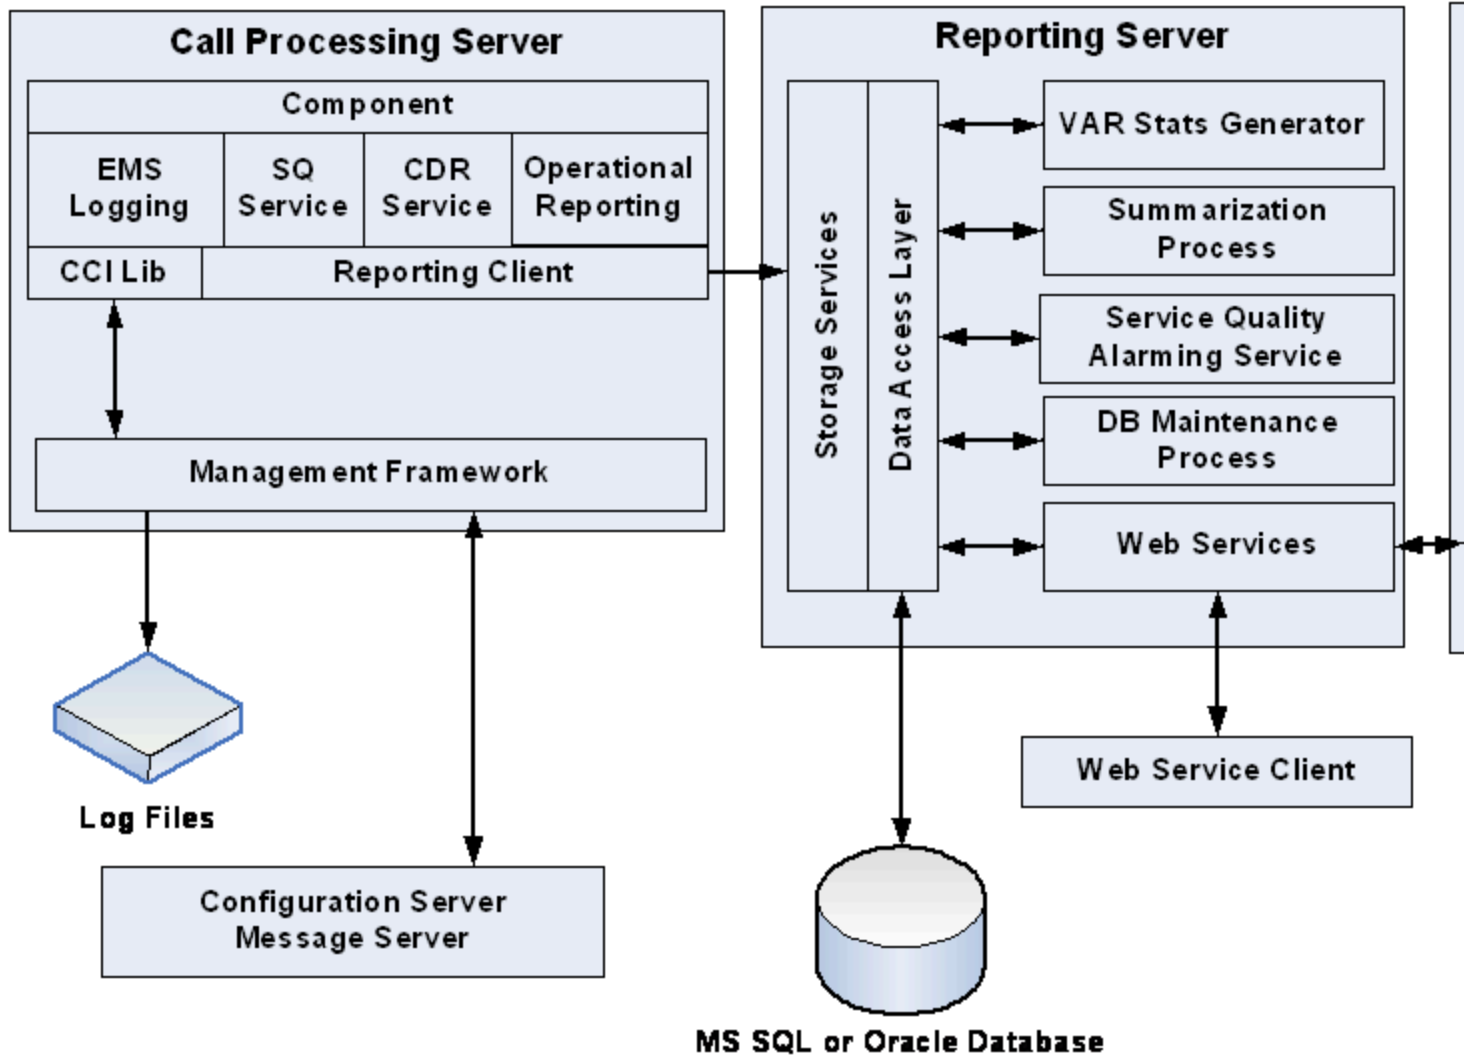 Call Processing Server
Component
EMS
Logging
SQ
Service
CDR
Service
Operational
Reporting
CCI Lib
Reporting Client
Management Framework
Log Files
Configuration Server
Message Server
Reporting Server
Storage Services
Data Access Layer
VAR Stats Generator
Summarization
Process
Service Quality
Alarming Service
DB Maintenance
Process
Web Services
Web Service Client
MS SQL or Oracle Database